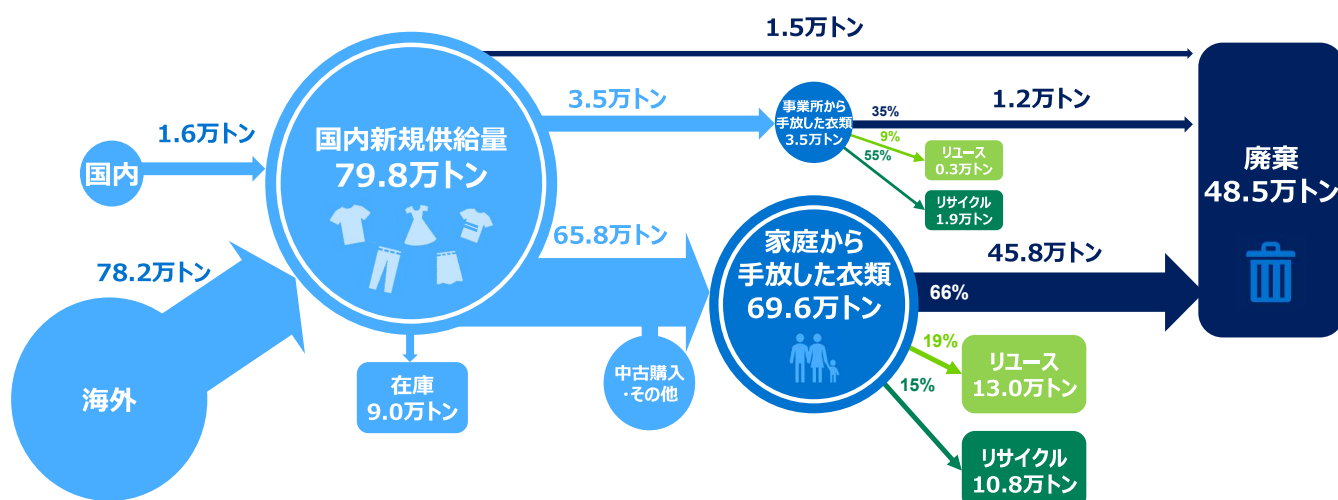 1.5万トン
国内
1.6万トン
国内新規供給量
79.8万トン
3.5万トン
事業所から
手放した衣類
3.5万トン
35%
1.2万トン
9%
リユース
0.3万トン
55%
リサイクル
1.9万トン
廃棄
48.5万トン
海外
78.2万トン
65.8万トン
在庫
9.0万トン
中古購入
・その他
家庭から
手放した衣類
69.6万トン
66%
45.8万トン
19%
リユース
13.0万トン
15%
リサイクル
10.8万トン